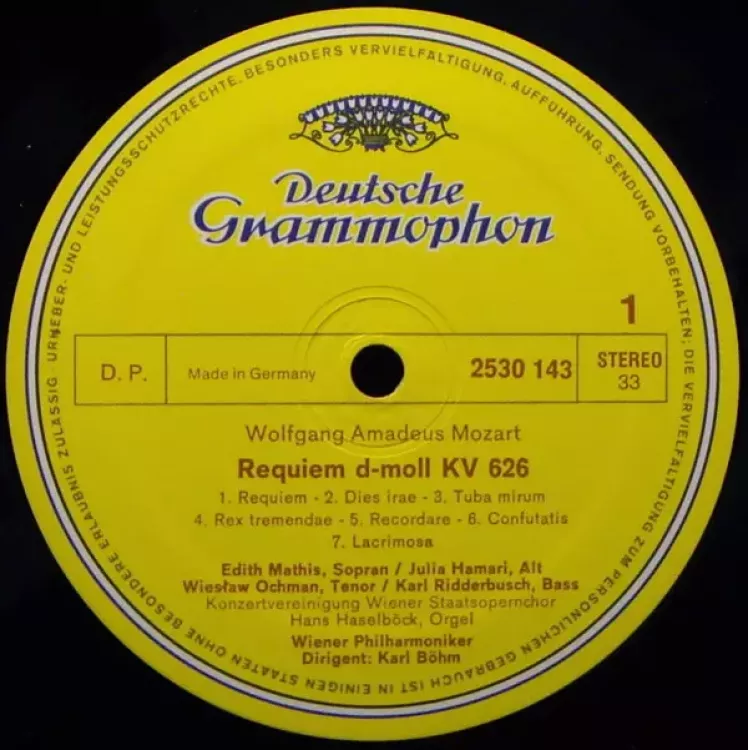 URHEBER- UND LEISTUNGSSCHUTZRECHTE, BESONDERS VERVIELFÄLTIGUNG, AUFFÜHRUNG, SENDUNG VORBEHALTEN; DIE VERVIELFÄLTIGUNG ZUM PERSONLICHEN GEBRAUCH IST IN EINIGEN STAATEN OHNE BESONDERE ERLAUBNIS ZULÄSSIG ·
Deutsche
Grammophon
1
D. P.
Made in Germany
2530 143
STEREO
33
Wolfgang Amadeus Mozart
Requiem d-moll KV 626
1. Requiem - 2. Dies irae - 3. Tuba mirum
4. Rex tremendae - 5. Recordare - 6. Confutatis
7. Lacrimosa
Edith Mathis, Sopran / Julia Hamari, Alt
Wiesław Ochman, Tenor / Karl Ridderbusch, Bass
Konzertvereinigung Wiener Staatsopernchor
Hans Haselböck, Orgel
Wiener Philharmoniker
Dirigent: Karl Böhm